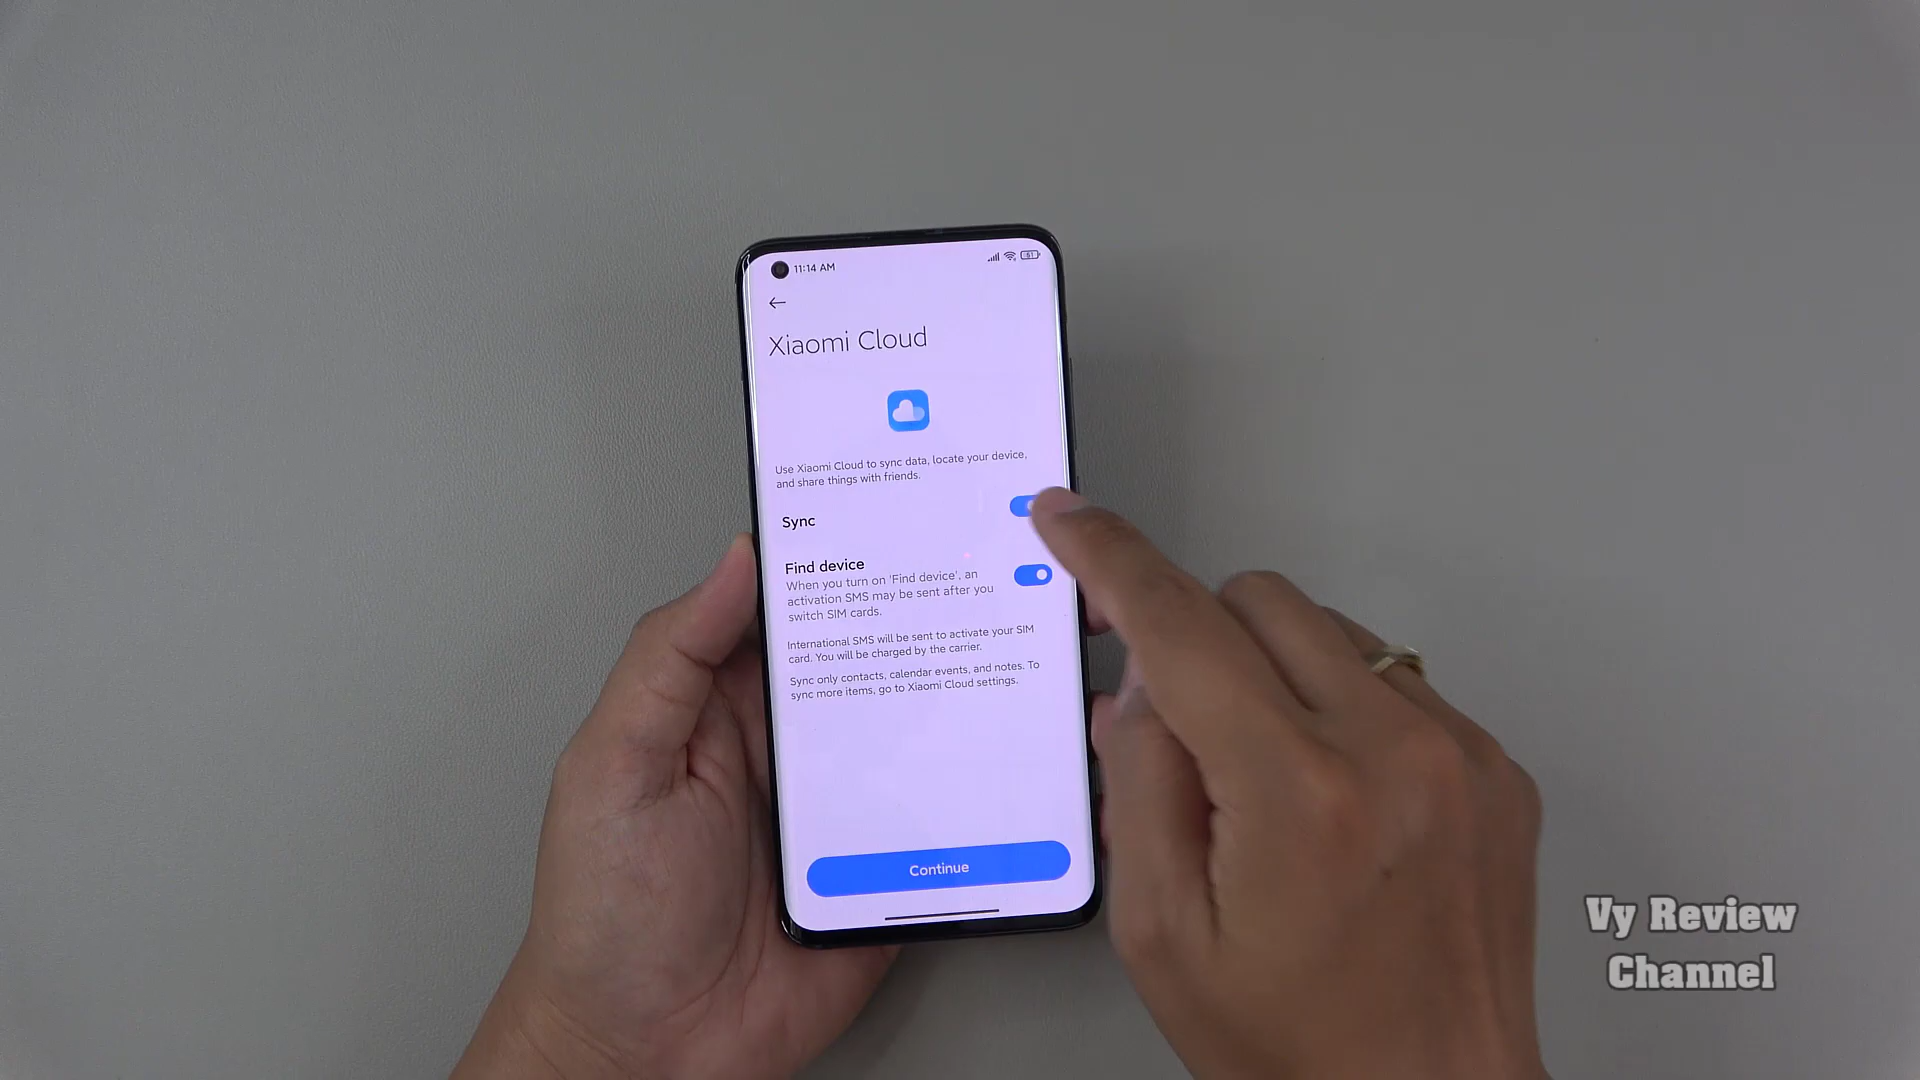 11:14 AM
61
Xiaomi Cloud
Use Xiaomi Cloud to sync data, locate your device,
and share things with friends.
Sync
Find device
When you turn on 'Find device', an
activation SMS may be sent after you
switch SIM cards.
International SMS will be sent to activate your SIM
card. You will be charged by the carrier.
Sync only contacts, calendar events, and notes. To
sync more items, go to Xiaomi Cloud settings.
Continue
Vy Review
Channel